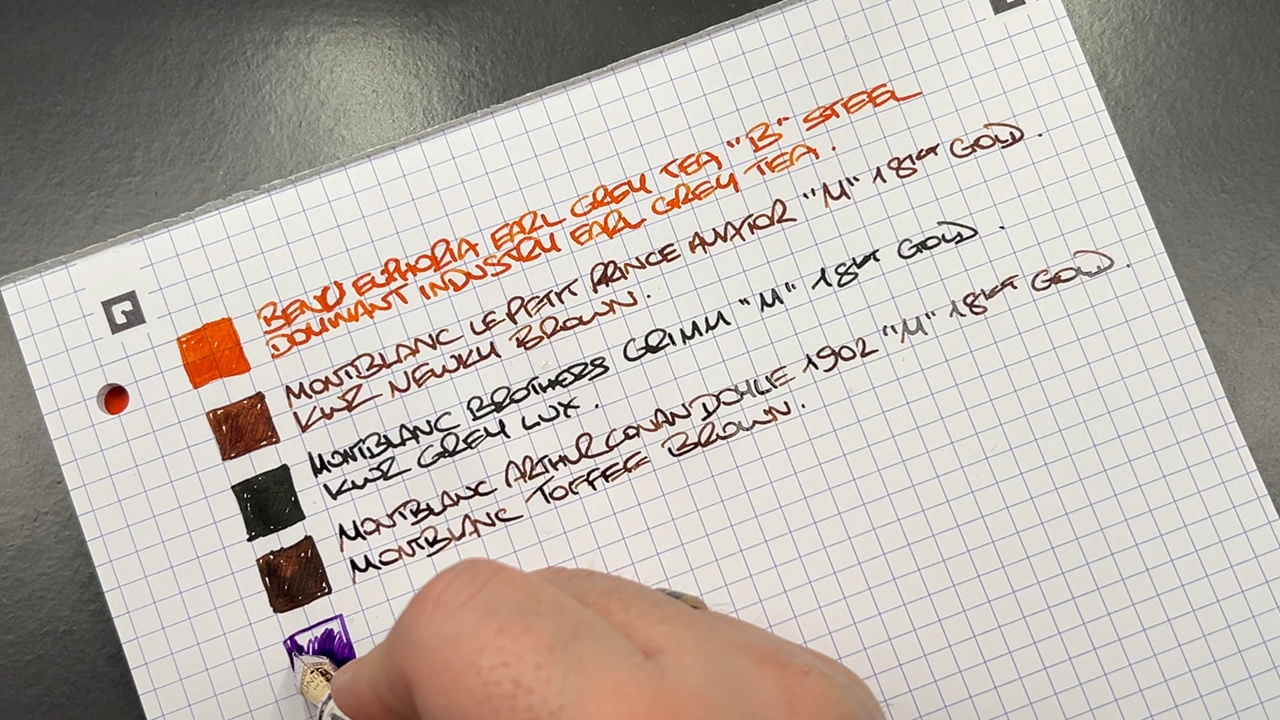 BENU EUPHORIA EARL GREY TEA "B" STEEL
DOMINANT INDUSTRY EARL GREY TEA.
MONTBLANC LE PETIT PRINCE AVIATOR "M" 18KT GOLD.
KWZ NEWKY BROWN.
MONTBLANC BROTHERS GRIMM "M" 18KT GOLD.
KWZ GREY LUX.
MONTBLANC ARTHUR CONAN DOYLE 1902 "M" 18KT GOLD.
MONTBLANC TOFFEE BROWN.